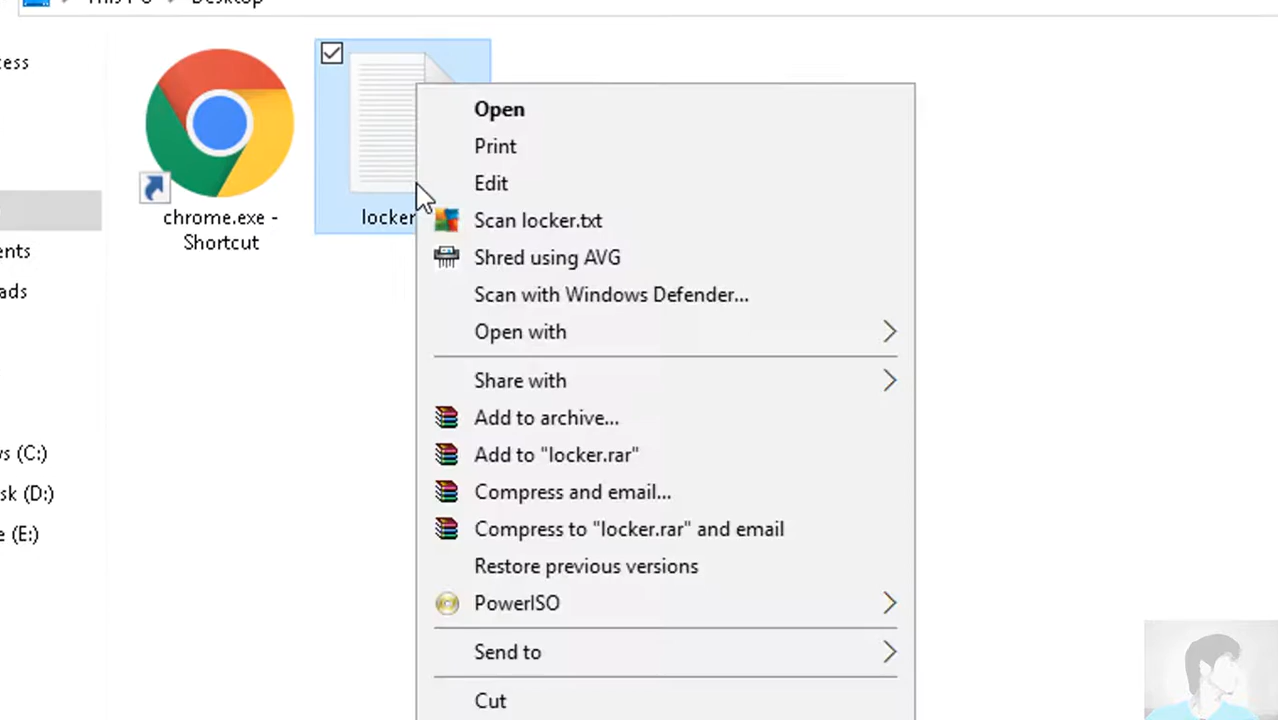 Desktop
chrome.exe -
Shortcut
locker
Open
Print
Edit
Scan locker.txt
Shred using AVG
Scan with Windows Defender...
Open with
Share with
Add to archive...
Add to "locker.rar"
Compress and email...
Compress to "locker.rar" and email
Restore previous versions
PowerISO
Send to
Cut
ess
ents
ads
s (C:)
sk (D:)
e (E:)